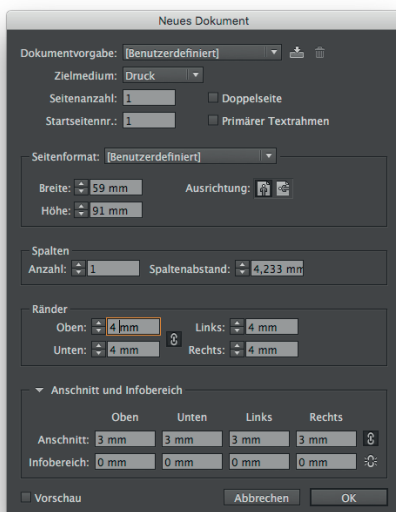 Neues Dokument
Dokumentvorgabe: [Benutzerdefiniert]
Zielmedium: Druck
Seitenanzahl: 1 Doppelseite
Startseitennr.: 1 Primärer Textrahmen
Seitenformat: [Benutzerdefiniert]
Breite: 59 mm Ausrichtung:
Höhe: 91 mm
Spalten
Anzahl: 1 Spaltenabstand: 4,233 mm
Ränder
Oben: 4 mm Links: 4 mm
Unten: 4 mm Rechts: 4 mm
Anschnitt und Infobereich
Oben Unten Links Rechts
Anschnitt: 3 mm 3 mm 3 mm 3 mm
Infobereich: 0 mm 0 mm 0 mm 0 mm
Vorschau Abbrechen OK